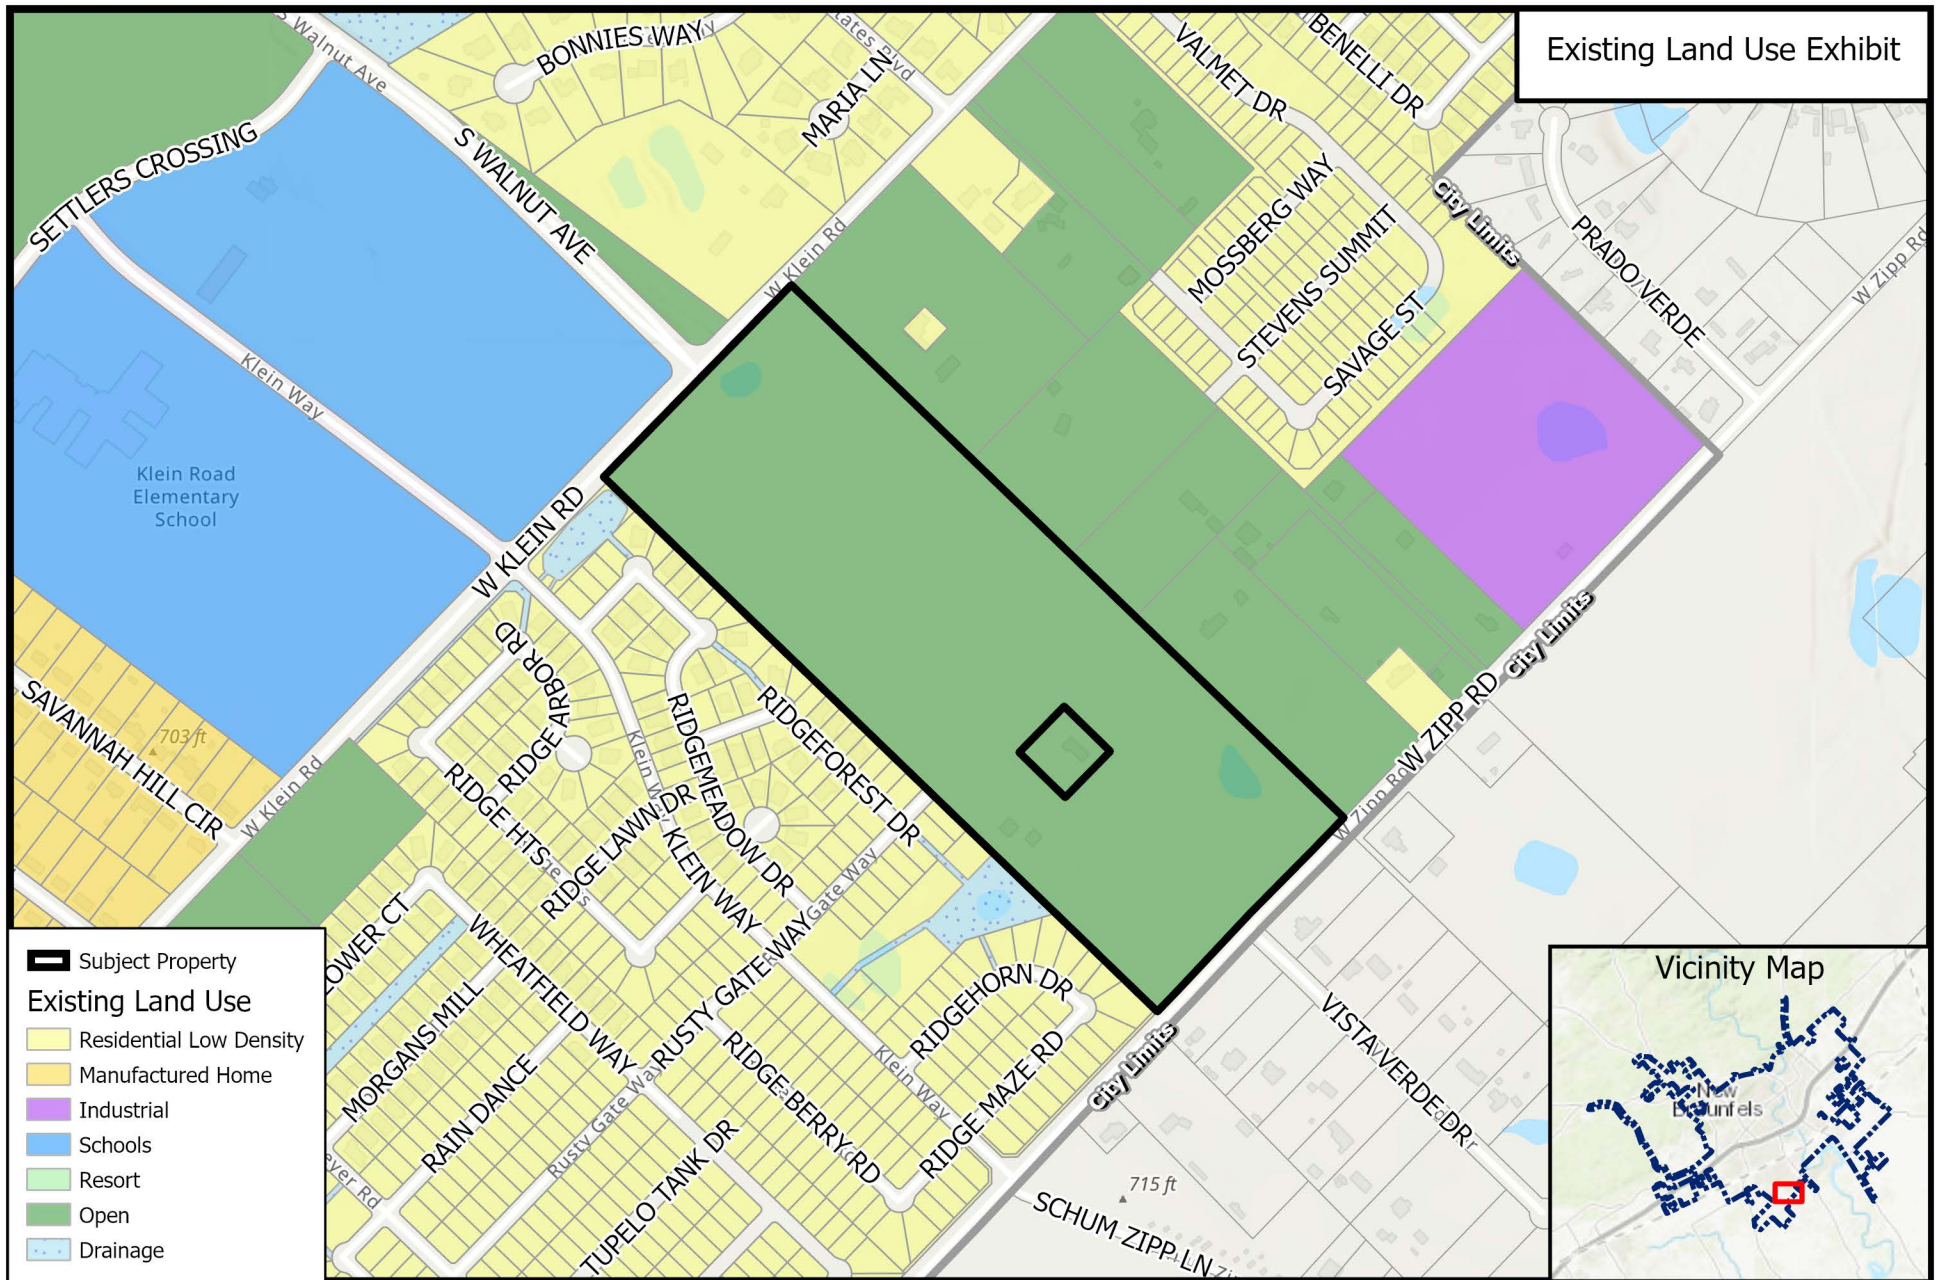 Existing Land Use Exhibit
S Walnut Ave
BONNIES WAY
MARIA LN
VALMET DR
BENELLI DR
SETTLERS CROSSING
S WALNUT AVE
W Klein Rd
MOSSBERG WAY
STEVENS SUMMIT
SAVAGE ST
City Limits
PRADO VERDE
W Zipp Rd
Klein Way
Klein Road
Elementary
School
W KLEIN RD
SAVANNAH HILL CIR
703 ft
W Klein Rd
RIDGE ARBOR RD
RIDGE HTS
RIDGE LAWN DR
Klein W
KLEIN WAY
RIDGEMEADOW DR
RIDGEFOREST DR
Gate Way
RUSTY GATE WAY
W ZIPP RD
W Zipp Rd
City Limits
LOWER CT
WHEATFIELD WAY
MORGANS MILL
RAIN DANCE
Rusty Gate Way
TUPELO TANK DR
RIDGE BERRY RD
RIDGEHORN DR
RIDGE MAZE RD
Klein Way
City Limits
VISTA VERDE DR
715 ft
SCHUM ZIPP LN
eyer Rd
Subject Property
Existing Land Use
Residential Low Density
Manufactured Home
Industrial
Schools
Resort
Open
Drainage
Vicinity Map
New
Braunfels